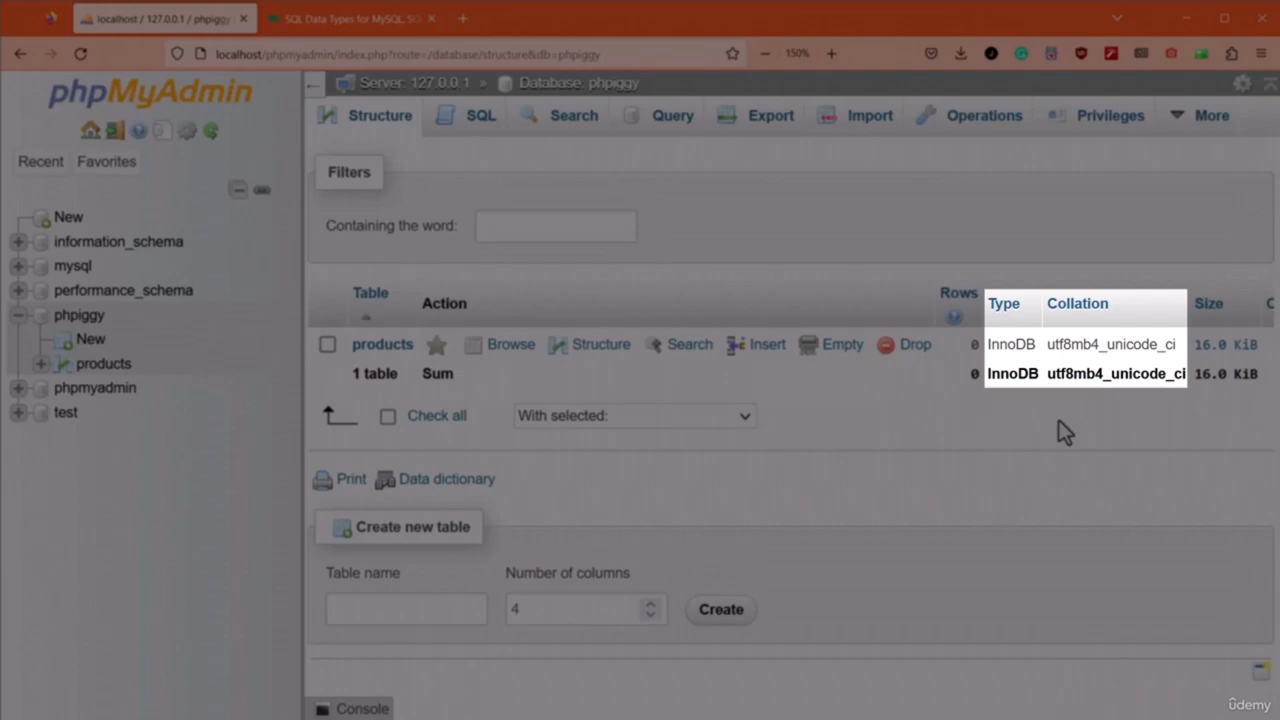 localhost / 127.0.0.1 / phpiggy
SQL Data Types for MySQL, SQ
localhost/phpmyadmin/index.php?route=/database/structure&db=phpiggy
150%
phpMyAdmin
Recent Favorites
New
information_schema
mysql
performance_schema
phpiggy
New
products
phpmyadmin
test
Server: 127.0.0.1 » Database: phpiggy
Structure SQL Search Query Export Import Operations Privileges More
Filters
Containing the word:
Table Action Rows Type Collation Size
products Browse Structure Search Insert Empty Drop 0 InnoDB utf8mb4_unicode_ci 16.0 KiB
1 table Sum 0 InnoDB utf8mb4_unicode_ci 16.0 KiB
Check all With selected:
Print Data dictionary
Create new table
Table name Number of columns
4 Create
Console
ûdemy